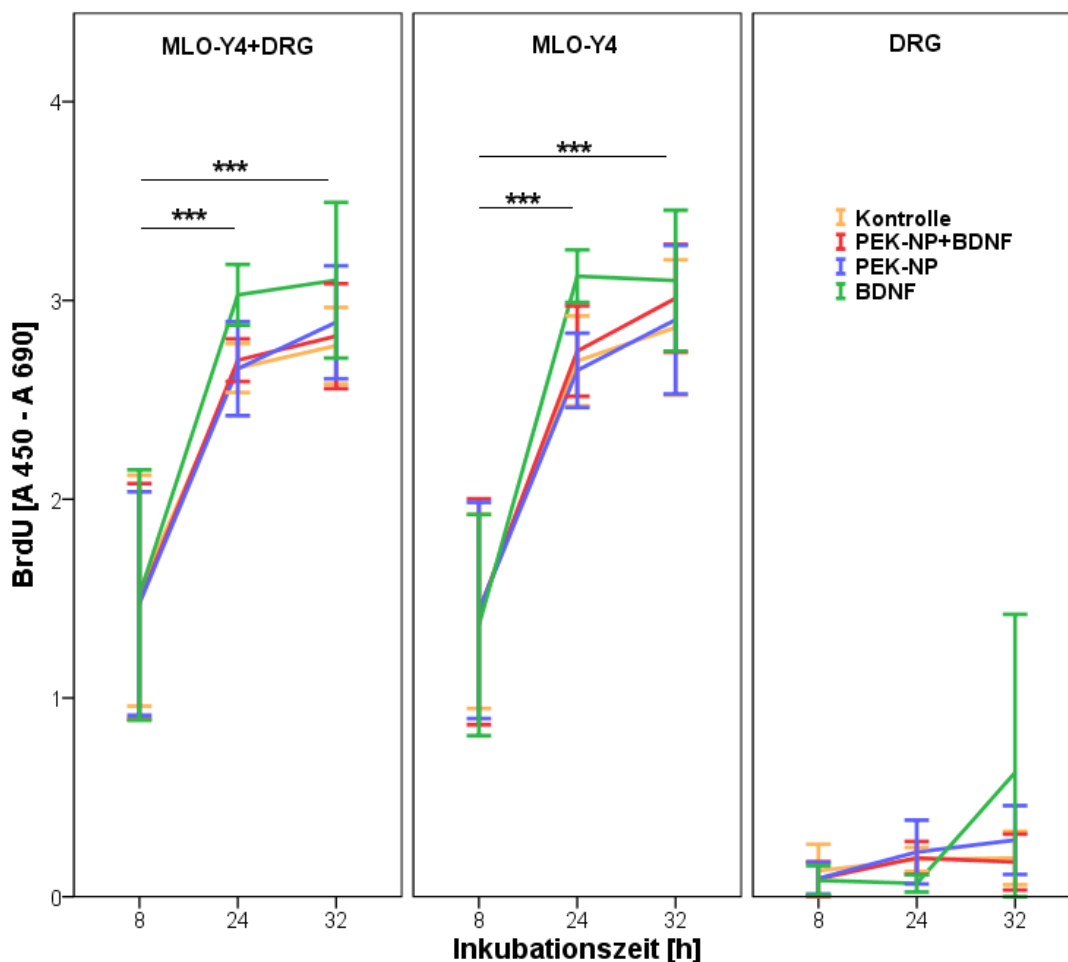 MLO-Y4+DRG
MLO-Y4
DRG
BrdU [A 450 - A 690]
4
3
2
1
0
***
***
***
***
Kontrolle
PEK-NP+BDNF
PEK-NP
BDNF
8 24 32
8 24 32
8 24 32
Inkubationszeit [h]